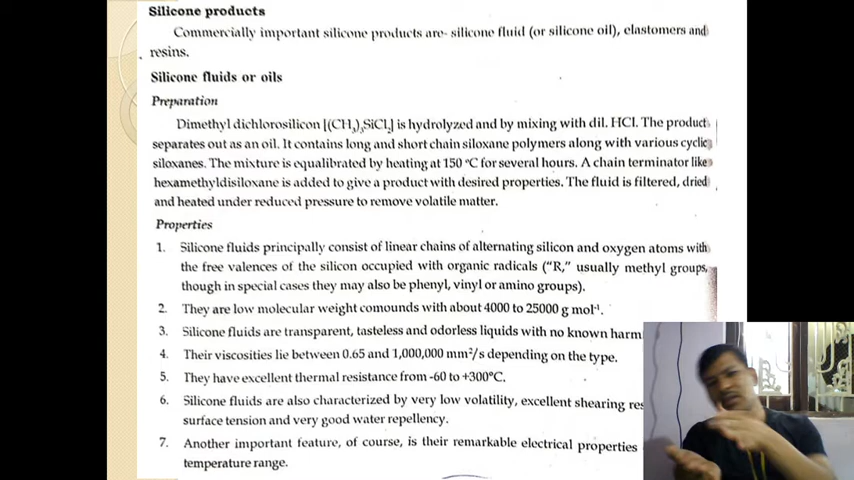 Silicone products
Commercially important silicone products are- silicone fluid (or silicone oil), elastomers and
resins.
Silicone fluids or oils
Preparation
Dimethyl dichlorosilicon [(CH3)3SiCl2] is hydrolyzed and by mixing with dil. HCl. The product
separates out as an oil. It contains long and short chain siloxane polymers along with various cyclic
siloxanes. The mixture is equalibrated by heating at 150 °C for several hours. A chain terminator like
hexamethyldisiloxane is added to give a product with desired properties. The fluid is filtered, dried
and heated under reduced pressure to remove volatile matter.
Properties
1. Silicone fluids principally consist of linear chains of alternating silicon and oxygen atoms with
the free valences of the silicon occupied with organic radicals ("R," usually methyl groups,
though in special cases they may also be phenyl, vinyl or amino groups).
2. They are low molecular weight comounds with about 4000 to 25000 g mol-1.
3. Silicone fluids are transparent, tasteless and odorless liquids with no known harm
4. Their viscosities lie between 0.65 and 1,000,000 mm2/s depending on the type.
5. They have excellent thermal resistance from -60 to +300°C.
6. Silicone fluids are also characterized by very low volatility, excellent shearing res
surface tension and very good water repellency.
7. Another important feature, of course, is their remarkable electrical properties
temperature range.